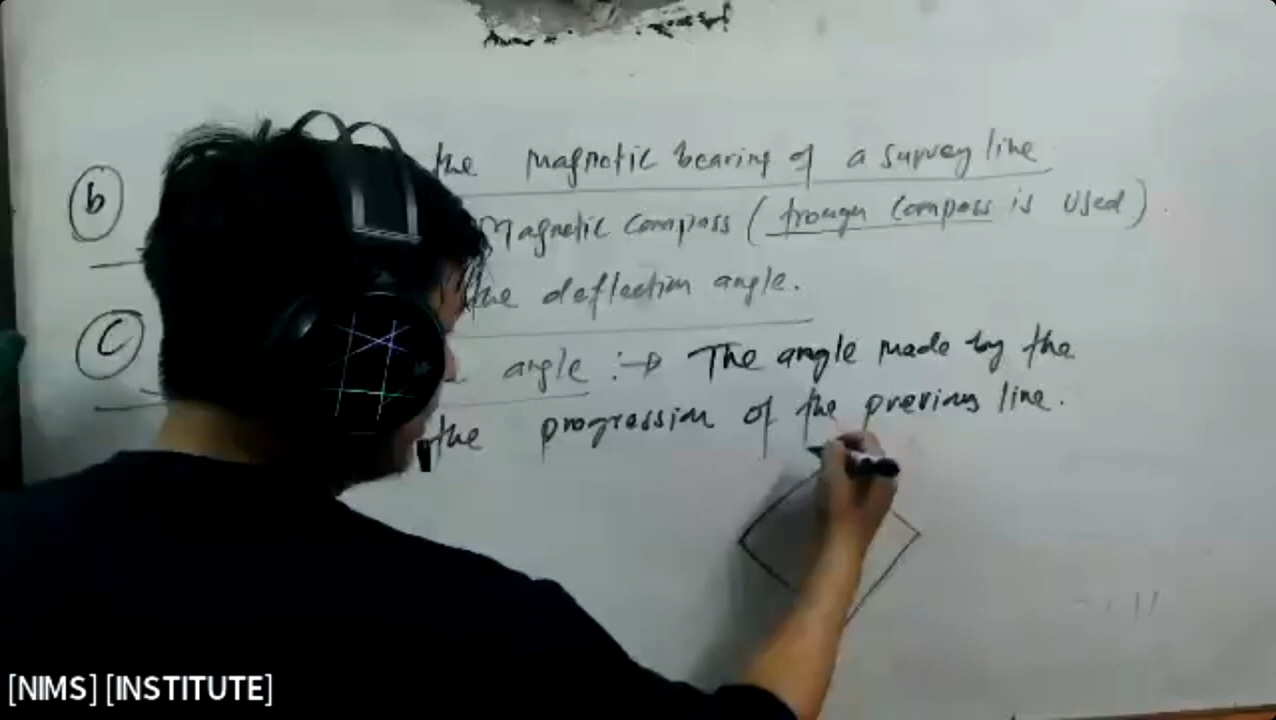 b the magnetic bearing of a survey line
Magnetic compass (trough compass is used).
the deflection angle.
C angle :→ The angle made by the
the progression of the previous line.
[NIMS] [INSTITUTE]